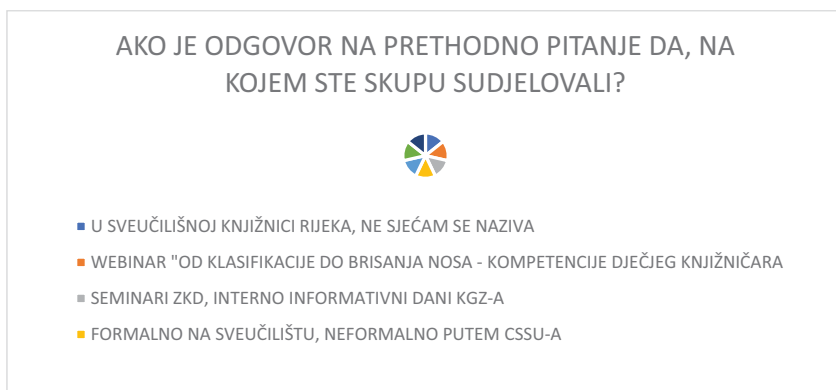 AKO JE ODGOVOR NA PRETHODNO PITANJE DA, NA
KOJEM STE SKUPU SUDJELOVALI?
U SVEUČILIŠNOJ KNJIŽNICI RIJEKA, NE SJEĆAM SE NAZIVA
WEBINAR "OD KLASIFIKACIJE DO BRISANJA NOSA - KOMPETENCIJE DJEČJEG KNJIŽNIČARA
SEMINARI ZKD, INTERNO INFORMATIVNI DANI KGZ-A
FORMALNO NA SVEUČILIŠTU, NEFORMALNO PUTEM CSSU-A